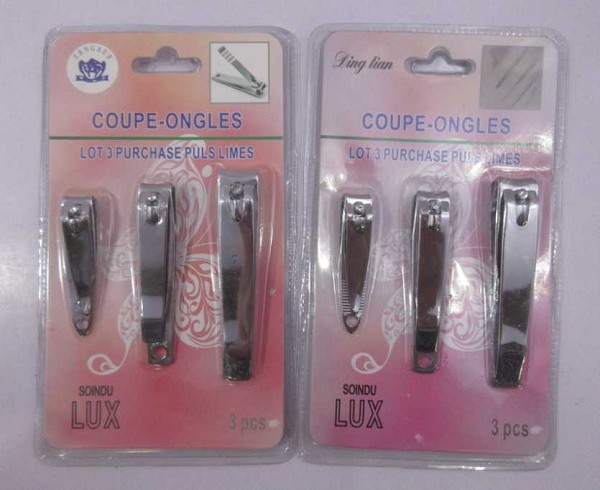 COUPE-ONGLES
LOT 3 PURCHASE PULS LIMES
SOINDU
LUX
3 pcs
Ding lian
COUPE-ONGLES
LOT 3 PURCHASE PULS LIMES
SOINDU
LUX
3 pcs